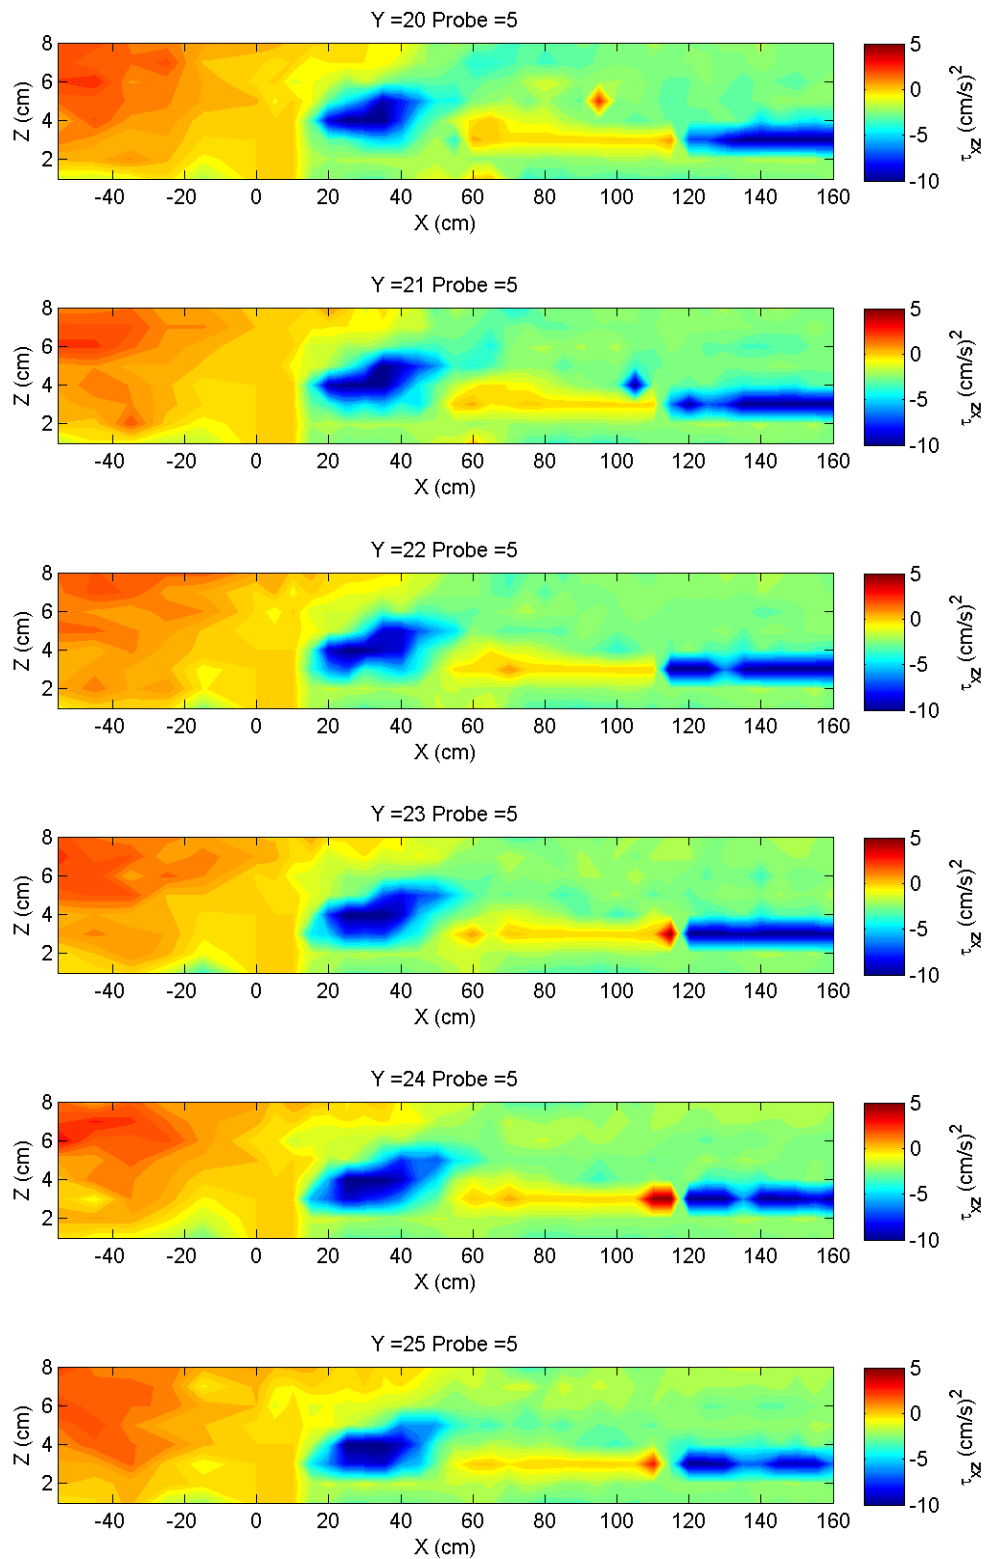 Y =20 Probe =5
8
6
4
2
Z (cm)
-40 -20 0 20 40 60 80 100 120 140 160
X (cm)
5
0
-5
-10
τxz (cm/s)²
Y =21 Probe =5
8
6
4
2
Z (cm)
-40 -20 0 20 40 60 80 100 120 140 160
X (cm)
5
0
-5
-10
τxz (cm/s)²
Y =22 Probe =5
8
6
4
2
Z (cm)
-40 -20 0 20 40 60 80 100 120 140 160
X (cm)
5
0
-5
-10
τxz (cm/s)²
Y =23 Probe =5
8
6
4
2
Z (cm)
-40 -20 0 20 40 60 80 100 120 140 160
X (cm)
5
0
-5
-10
τxz (cm/s)²
Y =24 Probe =5
8
6
4
2
Z (cm)
-40 -20 0 20 40 60 80 100 120 140 160
X (cm)
5
0
-5
-10
τxz (cm/s)²
Y =25 Probe =5
8
6
4
2
Z (cm)
-40 -20 0 20 40 60 80 100 120 140 160
X (cm)
5
0
-5
-10
τxz (cm/s)²